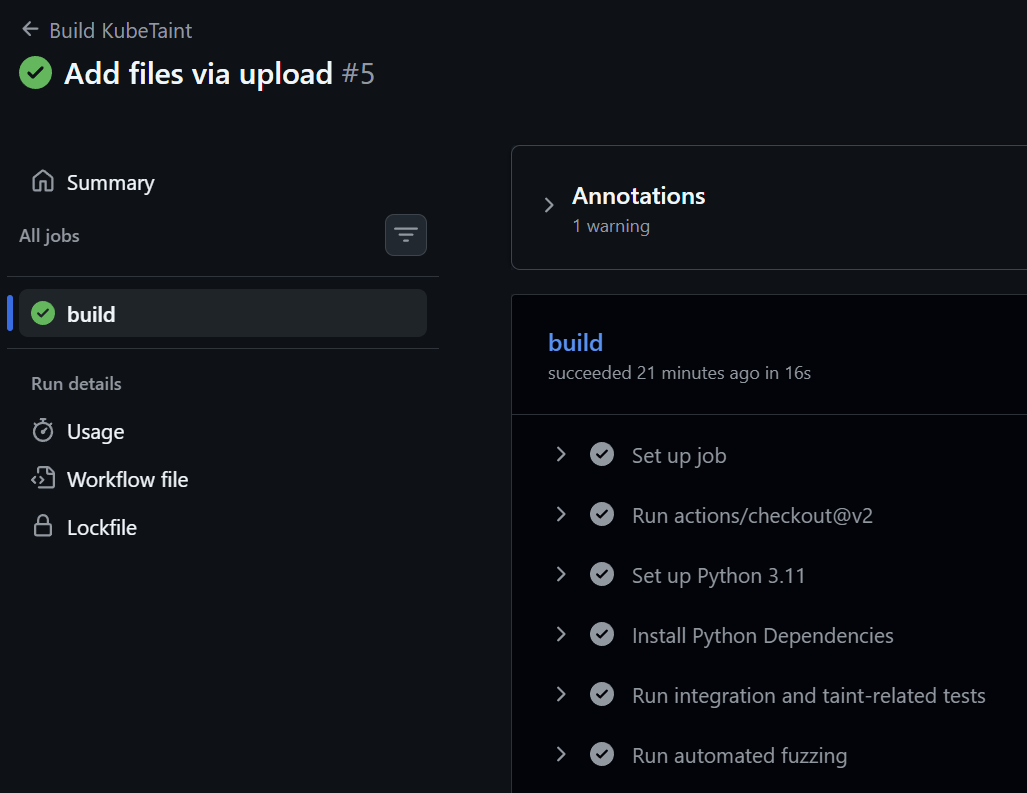 Build KubeTaint
Add files via upload #5
Summary
All jobs
build
Run details
Usage
Workflow file
Lockfile
Annotations
1 warning
build
succeeded 21 minutes ago in 16s
Set up job
Run actions/checkout@v2
Set up Python 3.11
Install Python Dependencies
Run integration and taint-related tests
Run automated fuzzing